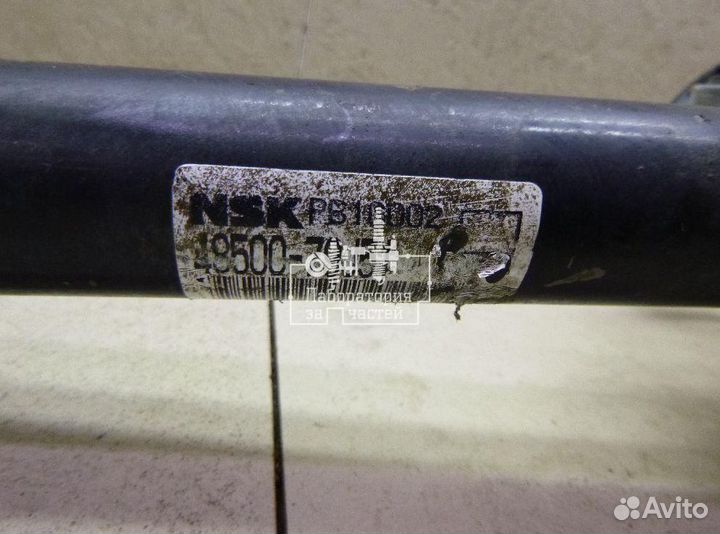 NSK PB10002
48500-
Лаборатория
за частей
Avito